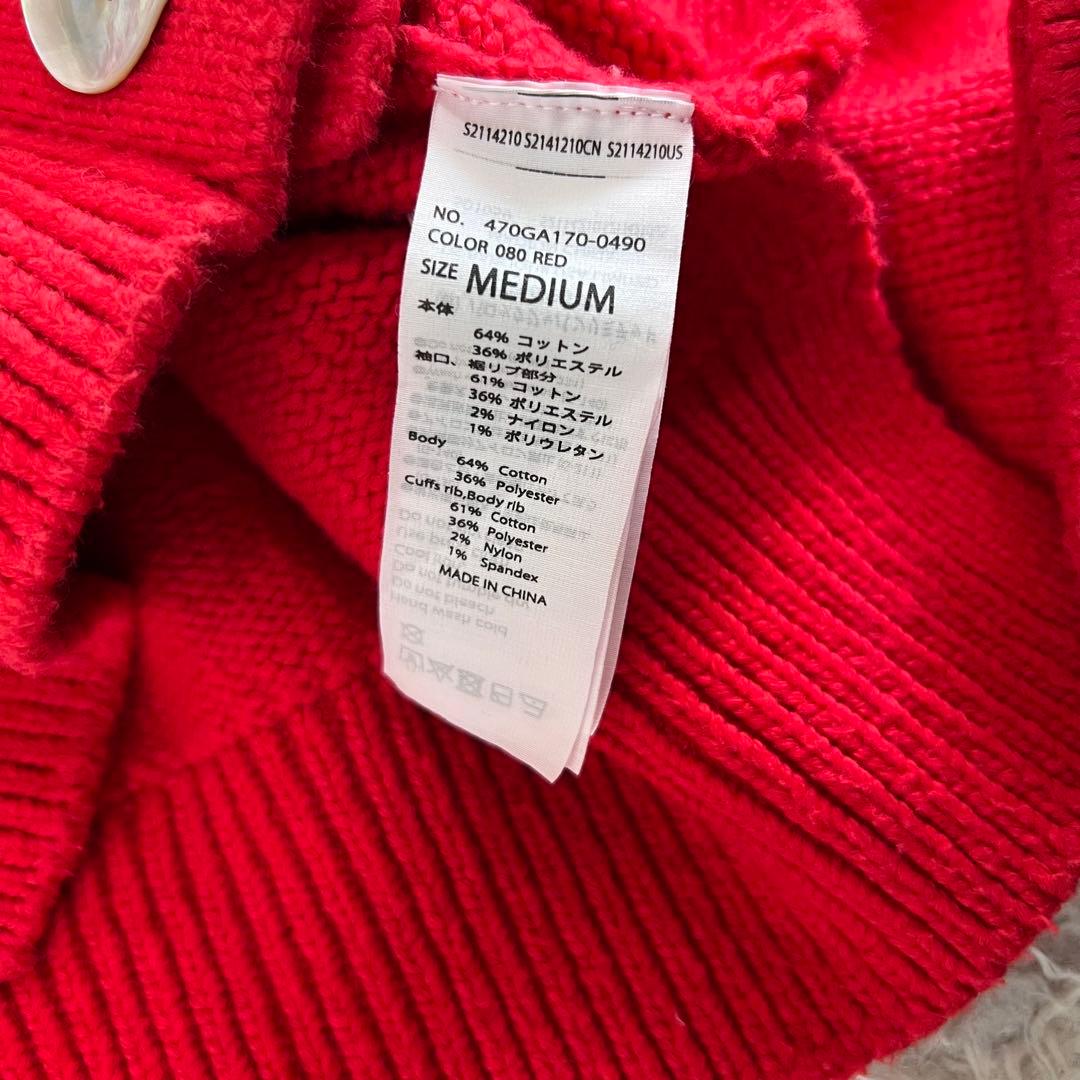 S2114210 S2141210CN S2114210US
NO. 470GA170-0490
COLOR 080 RED
SIZE MEDIUM
本体
64% コットン
36% ポリエステル
袖口、裾リブ部分
61% コットン
36% ポリエステル
2% ナイロン
1% ポリウレタン
Body
64% Cotton
36% Polyester
Cuffs rib,Body rib
61% Cotton
36% Polyester
2% Nylon
1% Spandex
MADE IN CHINA